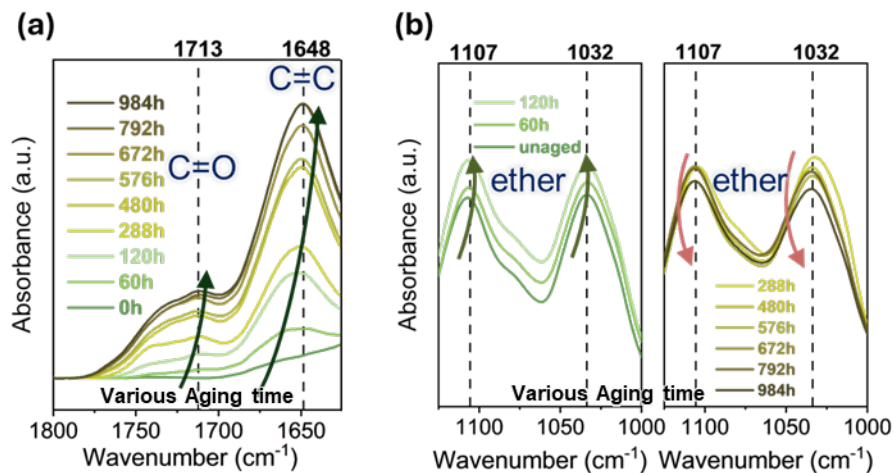 (a)
1713 1648
C=C
C=O
984h
792h
672h
576h
480h
288h
120h
60h
0h
Various Aging time
Absorbance (a.u.)
1800 1750 1700 1650
Wavenumber (cm⁻¹)
(b)
1107 1032
120h
60h
unaged
ether
Absorbance (a.u.)
1100 1050 1000
Wavenumber (cm⁻¹)
1107 1032
ether
288h
480h
576h
672h
792h
984h
Various Aging time
1100 1050 1000
Wavenumber (cm⁻¹)